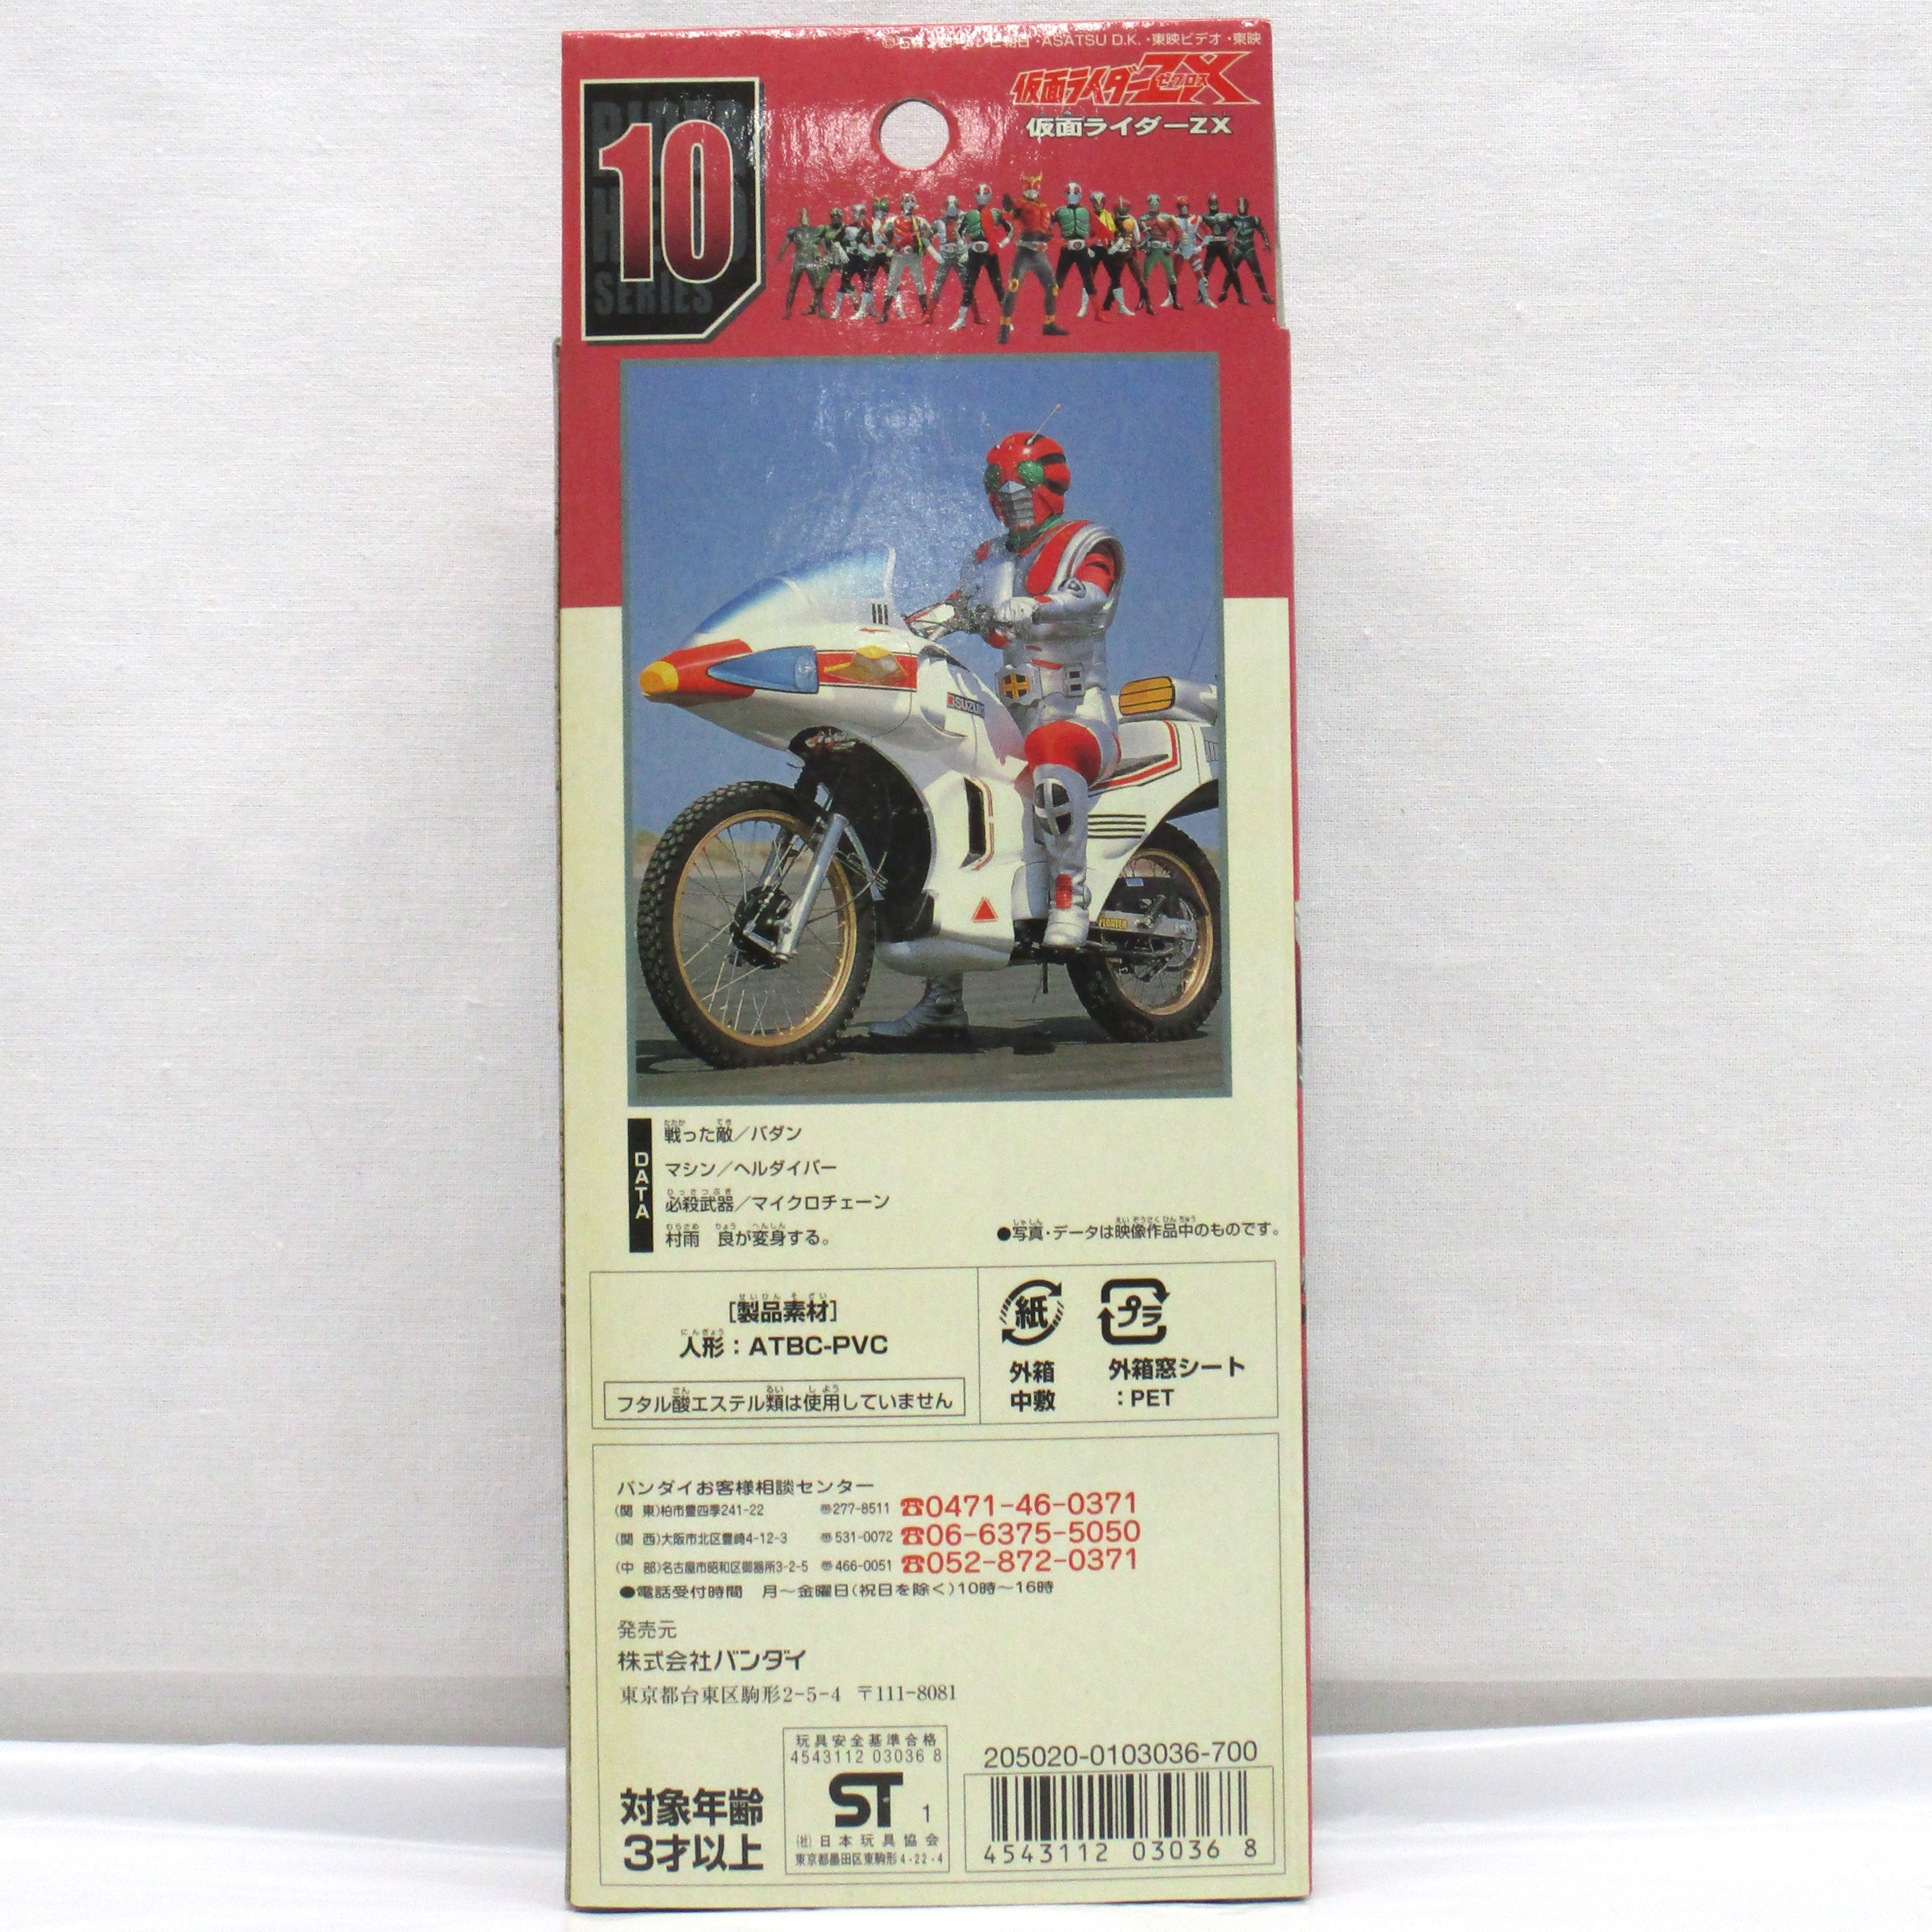 ・ASATSU D.K.・東映ビデオ・東映
仮面ライダーZX
ゼクロス
仮面ライダーZX
RIDER
HERO
SERIES
10
SUZUKI
DATA
戦った敵／バダン
マシン／ヘルダイバー
必殺武器／マイクロチェーン
村雨 良が変身する。
●写真・データは映像作品中のものです。
[製品素材]
人形：ATBC-PVC
フタル酸エステル類は使用していません
紙
プラ
外箱
中敷
外箱窓シート
：PET
バンダイお客様相談センター
(関 東)柏市豊四季241-22 〠277-8511 ☎0471-46-0371
(関 西)大阪市北区豊崎4-12-3 〠531-0072 ☎06-6375-5050
(中 部)名古屋市昭和区御器所3-2-5 〠466-0051 ☎052-872-0371
●電話受付時間 月〜金曜日(祝日を除く)10時〜16時
発売元
株式会社バンダイ
東京都台東区駒形2-5-4 〒111-8081
対象年齢
3才以上
玩具安全基準合格
4543112 03036 8
ST 1
(社)日本玩具協会
東京都墨田区東駒形4-22-4
205020-0103036-700
4543112 03036 8